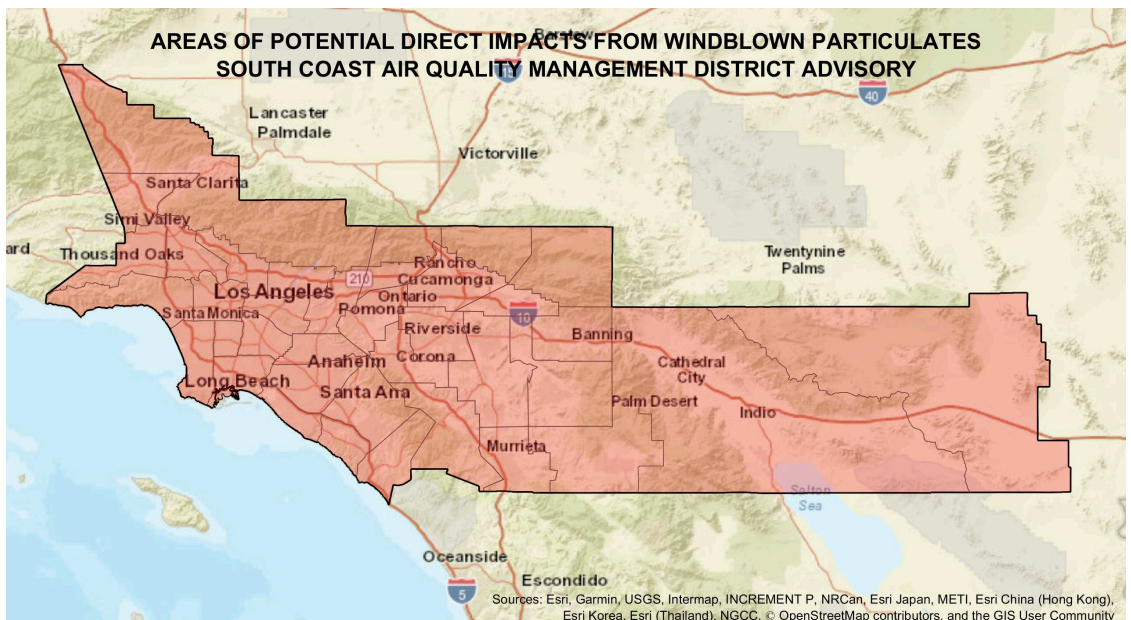 AREAS OF POTENTIAL DIRECT IMPACTS FROM WINDBLOWN PARTICULATES
SOUTH COAST AIR QUALITY MANAGEMENT DISTRICT ADVISORY
Barstow
15
40
Lancaster
Palmdale
Victorville
Santa Clarita
Simi Valley
ard
Thousand Oaks
Twentynine
Palms
Rancho
Cucamonga
210
Los Angeles
Ontario
Santa Monica
Pomona
10
Riverside
Banning
Anaheim
Corona
Cathedral
City
Long Beach
Santa Ana
Palm Desert
Indio
Murrieta
Salton
Sea
Oceanside
Escondido
5
Sources: Esri, Garmin, USGS, Intermap, INCREMENT P, NRCan, Esri Japan, METI, Esri China (Hong Kong),
Esri Korea, Esri (Thailand), NGCC, © OpenStreetMap contributors, and the GIS User Community